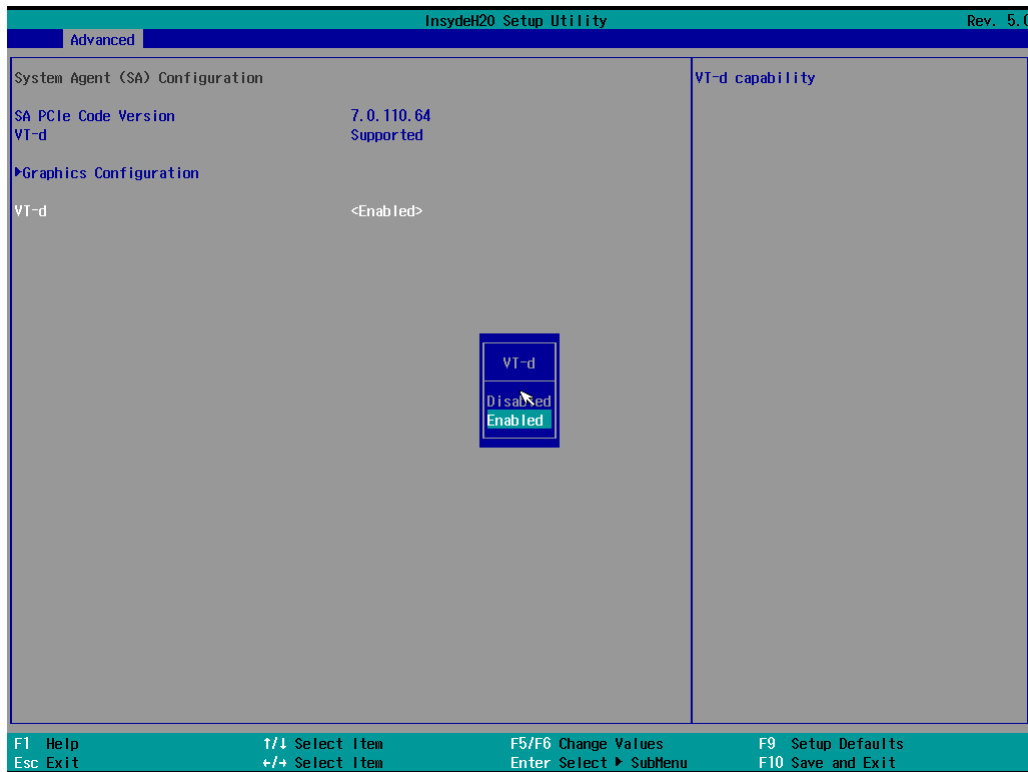 InsydeH20 Setup Utility Rev. 5.0
Advanced
System Agent (SA) Configuration
VT-d capability
SA PCIe Code Version 7.0.110.64
VT-d Supported
▶Graphics Configuration
VT-d <Enabled>
VT-d
Disabled
Enabled
F1 Help ↑/↓ Select Item F5/F6 Change Values F9 Setup Defaults
Esc Exit ←/→ Select Item Enter Select ▶ SubMenu F10 Save and Exit